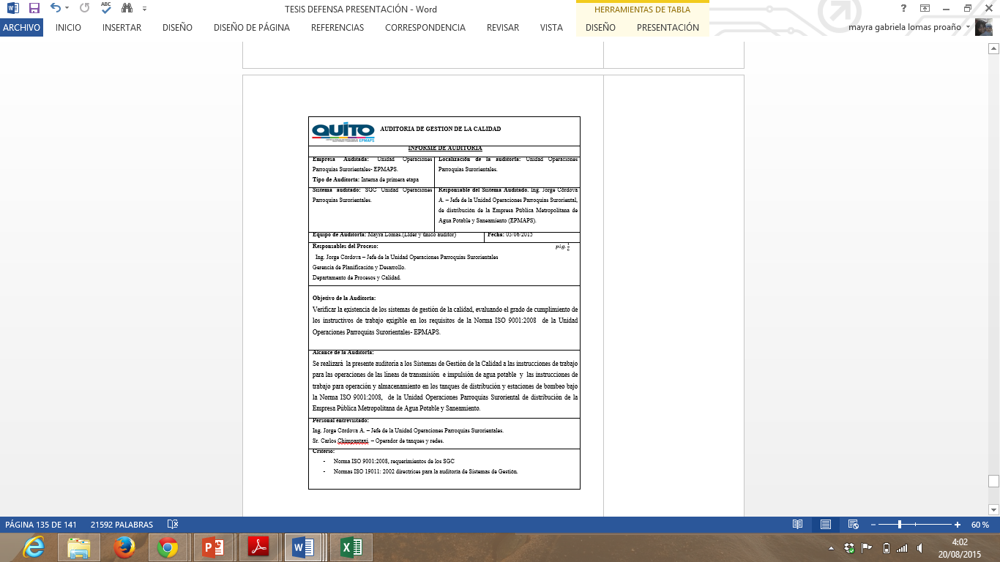 TESIS DEFENSA PRESENTACIÓN - Word
HERRAMIENTAS DE TABLA
ARCHIVO INICIO INSERTAR DISEÑO DISEÑO DE PÁGINA REFERENCIAS CORRESPONDENCIA REVISAR VISTA DISEÑO PRESENTACIÓN
mayra gabriela lomas proaño
QUITO
EPMAPS
AUDITORIA DE GESTION DE LA CALIDAD
INFORME DE AUDITORIA
Empresa Auditada: Unidad Operaciones
Parroquias Surorientales- EPMAPS.
Tipo de Auditoría: Interna de primera etapa
Localización de la auditoría: Unidad Operaciones
Parroquias Surorientales.
Sistema auditado: SGC Unidad Operaciones
Parroquias Surorientales.
Responsable del Sistema Auditado. Ing. Jorge Córdova
A. – Jefe de la Unidad Operaciones Parroquias Suroriental,
de distribución de la Empresa Pública Metropolitana de
Agua Potable y Saneamiento (EPMAPS).
Equipo de Auditoría: Mayra Lomas.(Líder y único auditor)
Fecha: 03/06/2015
Responsables del Proceso: pág. 1/6
Ing. Jorge Córdova – Jefe de la Unidad Operaciones Parroquias Surorientales
Gerencia de Planificación y Desarrollo.
Departamento de Procesos y Calidad.
Objetivo de la Auditoría:
Verificar la existencia de los sistemas de gestión de la calidad, evaluando el grado de cumplimiento de
los instructivos de trabajo exigible en los requisitos de la Norma ISO 9001:2008 de la Unidad
Operaciones Parroquias Surorientales- EPMAPS.
Alcance de la Auditoría:
Se realizará la presente auditoría a los Sistemas de Gestión de la Calidad a las instrucciones de trabajo
para las operaciones de las líneas de transmisión e impulsión de agua potable y las instrucciones de
trabajo para operación y almacenamiento en los tanques de distribución y estaciones de bombeo bajo
la Norma ISO 9001:2008, de la Unidad Operaciones Parroquias Suroriental de distribución de la
Empresa Pública Metropolitana de Agua Potable y Saneamiento.
Personal entrevistado:
Ing. Jorge Córdova A. – Jefe de la Unidad Operaciones Parroquias Surorientales.
Sr. Carlos Chimpantaxi. – Operador de tanques y redes.
Criterio:
- Norma ISO 9001:2008, requerimientos de los SGC
- Normas ISO 19011: 2002 directrices para la auditoría de Sistemas de Gestión.
PÁGINA 135 DE 141 21592 PALABRAS 60 %
4:02
20/08/2015